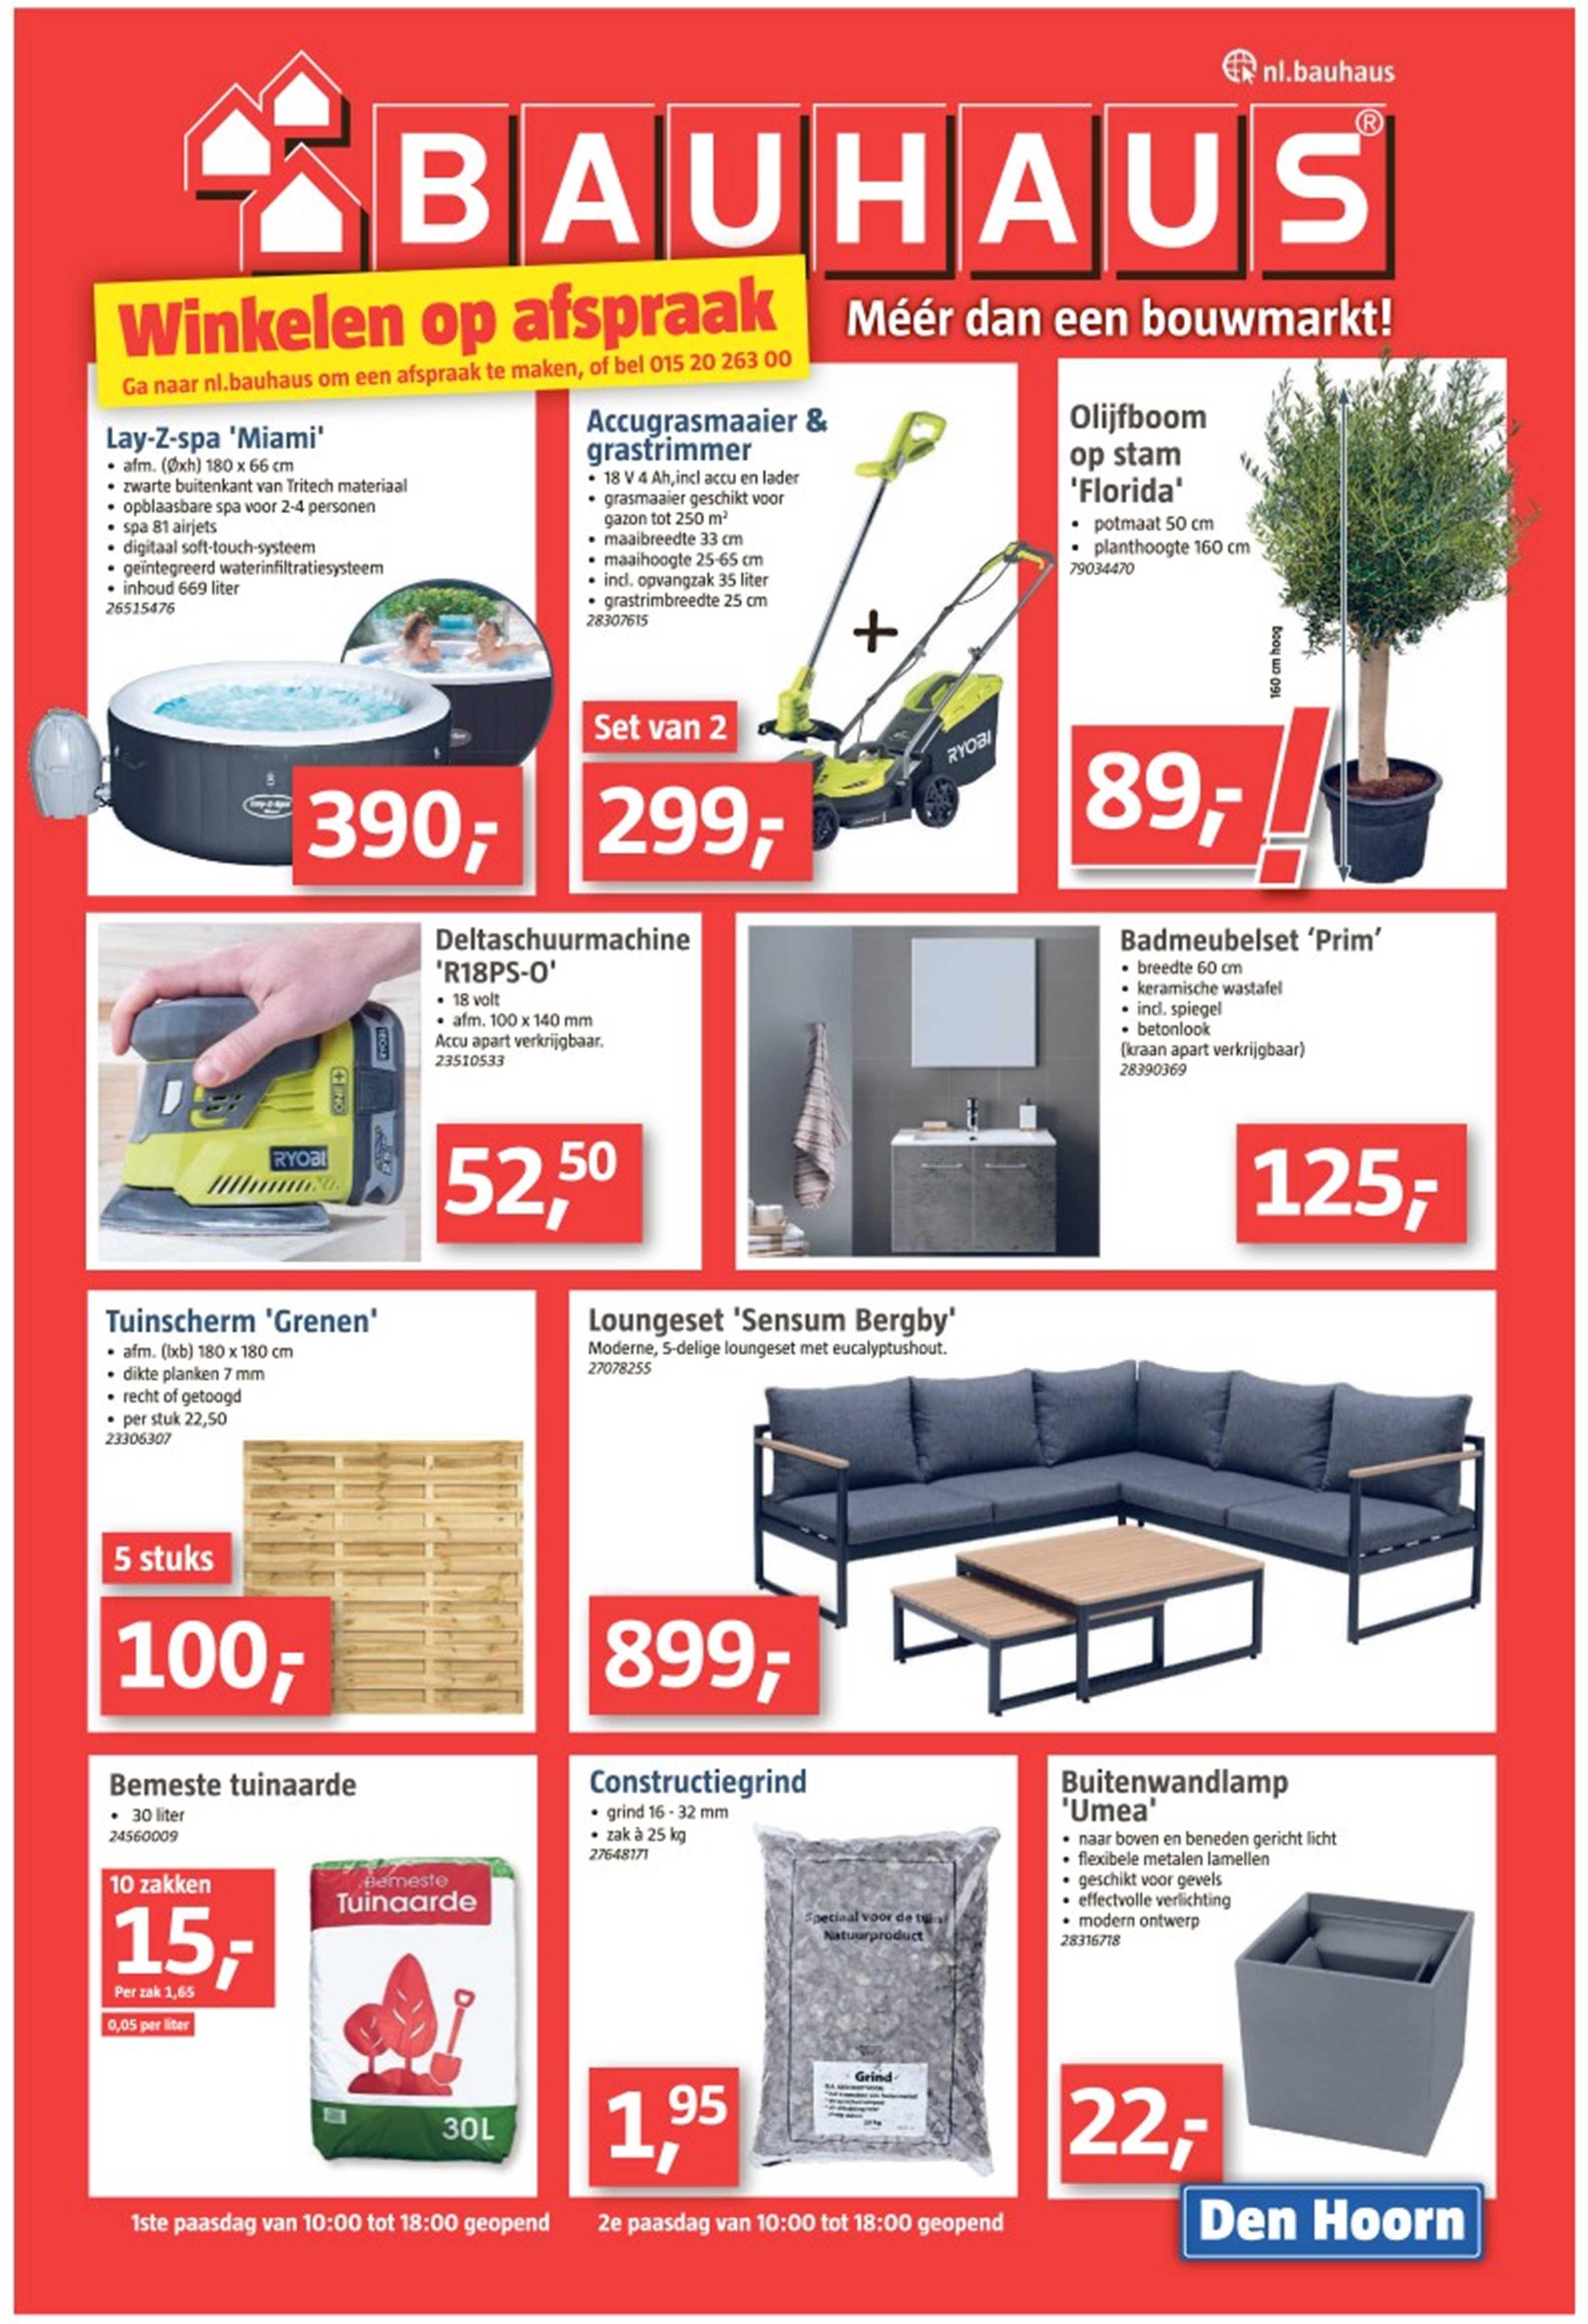 nl.bauhaus
BAUHAUS®
Winkelen op afspraak
Ga naar nl.bauhaus om een afspraak te maken, of bel 015 20 263 00
Méér dan een bouwmarkt!
Lay-Z-spa 'Miami'
• afm. (Øxh) 180 x 66 cm
• zwarte buitenkant van Tritech materiaal
• opblaasbare spa voor 2-4 personen
• spa 81 airjets
• digitaal soft-touch-systeem
• geïntegreerd waterinfiltratiesysteem
• inhoud 669 liter
26515476
390,-
Accugrasmaaier &
grastrimmer
• 18 V 4 Ah,incl accu en lader
• grasmaaier geschikt voor
gazon tot 250 m²
• maaibreedte 33 cm
• maaihoogte 25-65 cm
• incl. opvangzak 35 liter
• grastrimbreedte 25 cm
28307615
+
RYOBI
Set van 2
299,-
Olijfboom
op stam
'Florida'
• potmaat 50 cm
• planthoogte 160 cm
79034470
160 cm hoog
89,-!
Deltaschuurmachine
'R18PS-O'
• 18 volt
• afm. 100 x 140 mm
Accu apart verkrijgbaar.
23510533
ONE+
RYOBI
52,50
Badmeubelset ‘Prim’
• breedte 60 cm
• keramische wastafel
• incl. spiegel
• betonlook
(kraan apart verkrijgbaar)
28390369
125,-
Tuinscherm 'Grenen'
• afm. (lxb) 180 x 180 cm
• dikte planken 7 mm
• recht of getoogd
• per stuk 22,50
23306307
5 stuks
100,-
Loungeset 'Sensum Bergby'
Moderne, 5-delige loungeset met eucalyptushout.
27078255
899,-
Bemeste tuinaarde
• 30 liter
24560009
10 zakken
15,-
Per zak 1,65
0,05 per liter
Bemeste
Tuinaarde
30L
Constructiegrind
• grind 16 - 32 mm
• zak à 25 kg
27648171
Speciaal voor de tuin
Natuurproduct
Grind
1,95
Buitenwandlamp
'Umea'
• naar boven en beneden gericht licht
• flexibele metalen lamellen
• geschikt voor gevels
• effectvolle verlichting
• modern ontwerp
28316718
22,-
1ste paasdag van 10:00 tot 18:00 geopend
2e paasdag van 10:00 tot 18:00 geopend
Den Hoorn